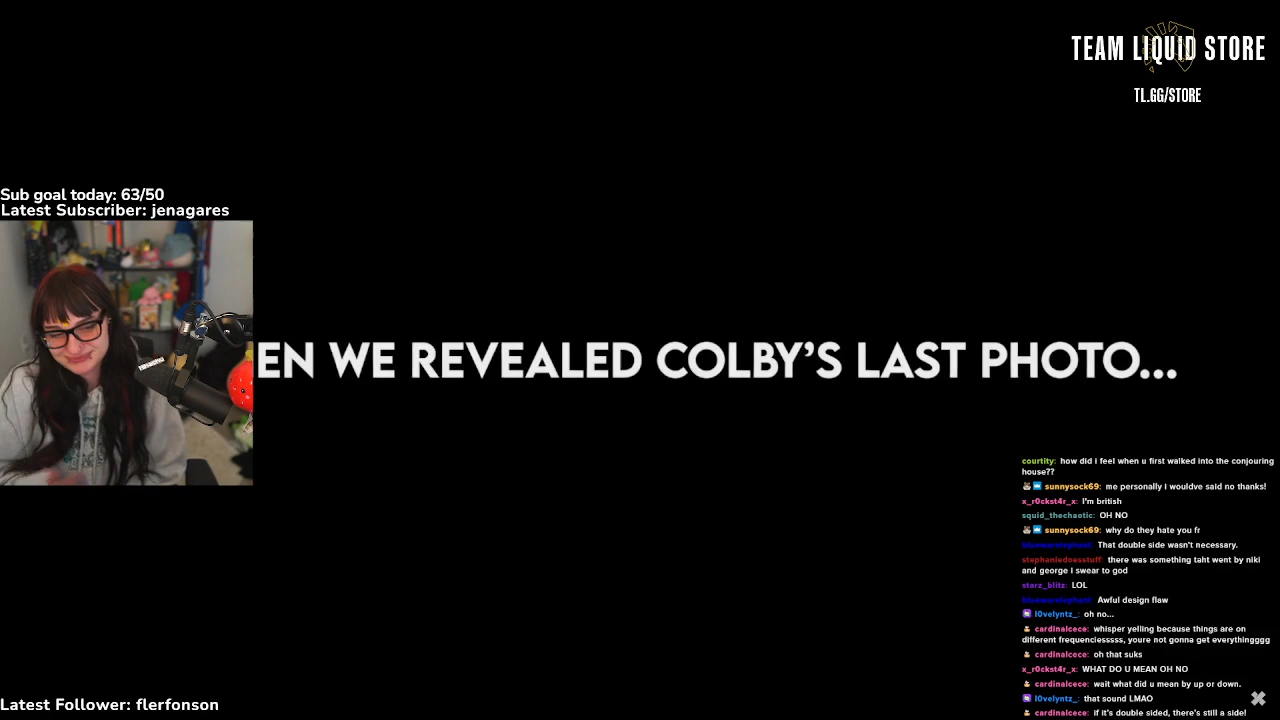 TEAM LIQUID STORE
TL.GG/STORE
Sub goal today: 63/50
Latest Subscriber: jenagares
EN WE REVEALED COLBY'S LAST PHOTO...
courtity: how did i feel when u first walked into the conjouring
house??
sunnysock69: me personally i wouldve said no thanks!
x_r0ckst4r_x: I'm british
squid_thechaotic: OH NO
sunnysock69: why do they hate you fr
That double side wasn't necessary.
stephaniedoesstuff: there was something taht went by niki
and george i swear to god
starz_blitz: LOL
Awful design flaw
l0velyntz_: oh no...
cardinalcece: whisper yelling because things are on
different frequenciesssss, youre not gonna get everythingggg
cardinalcece: oh that suks
x_r0ckst4r_x: WHAT DO U MEAN OH NO
cardinalcece: wait what did u mean by up or down.
l0velyntz_: that sound LMAO
cardinalcece: if it's double sided, there's still a side!
Latest Follower: flerfonson